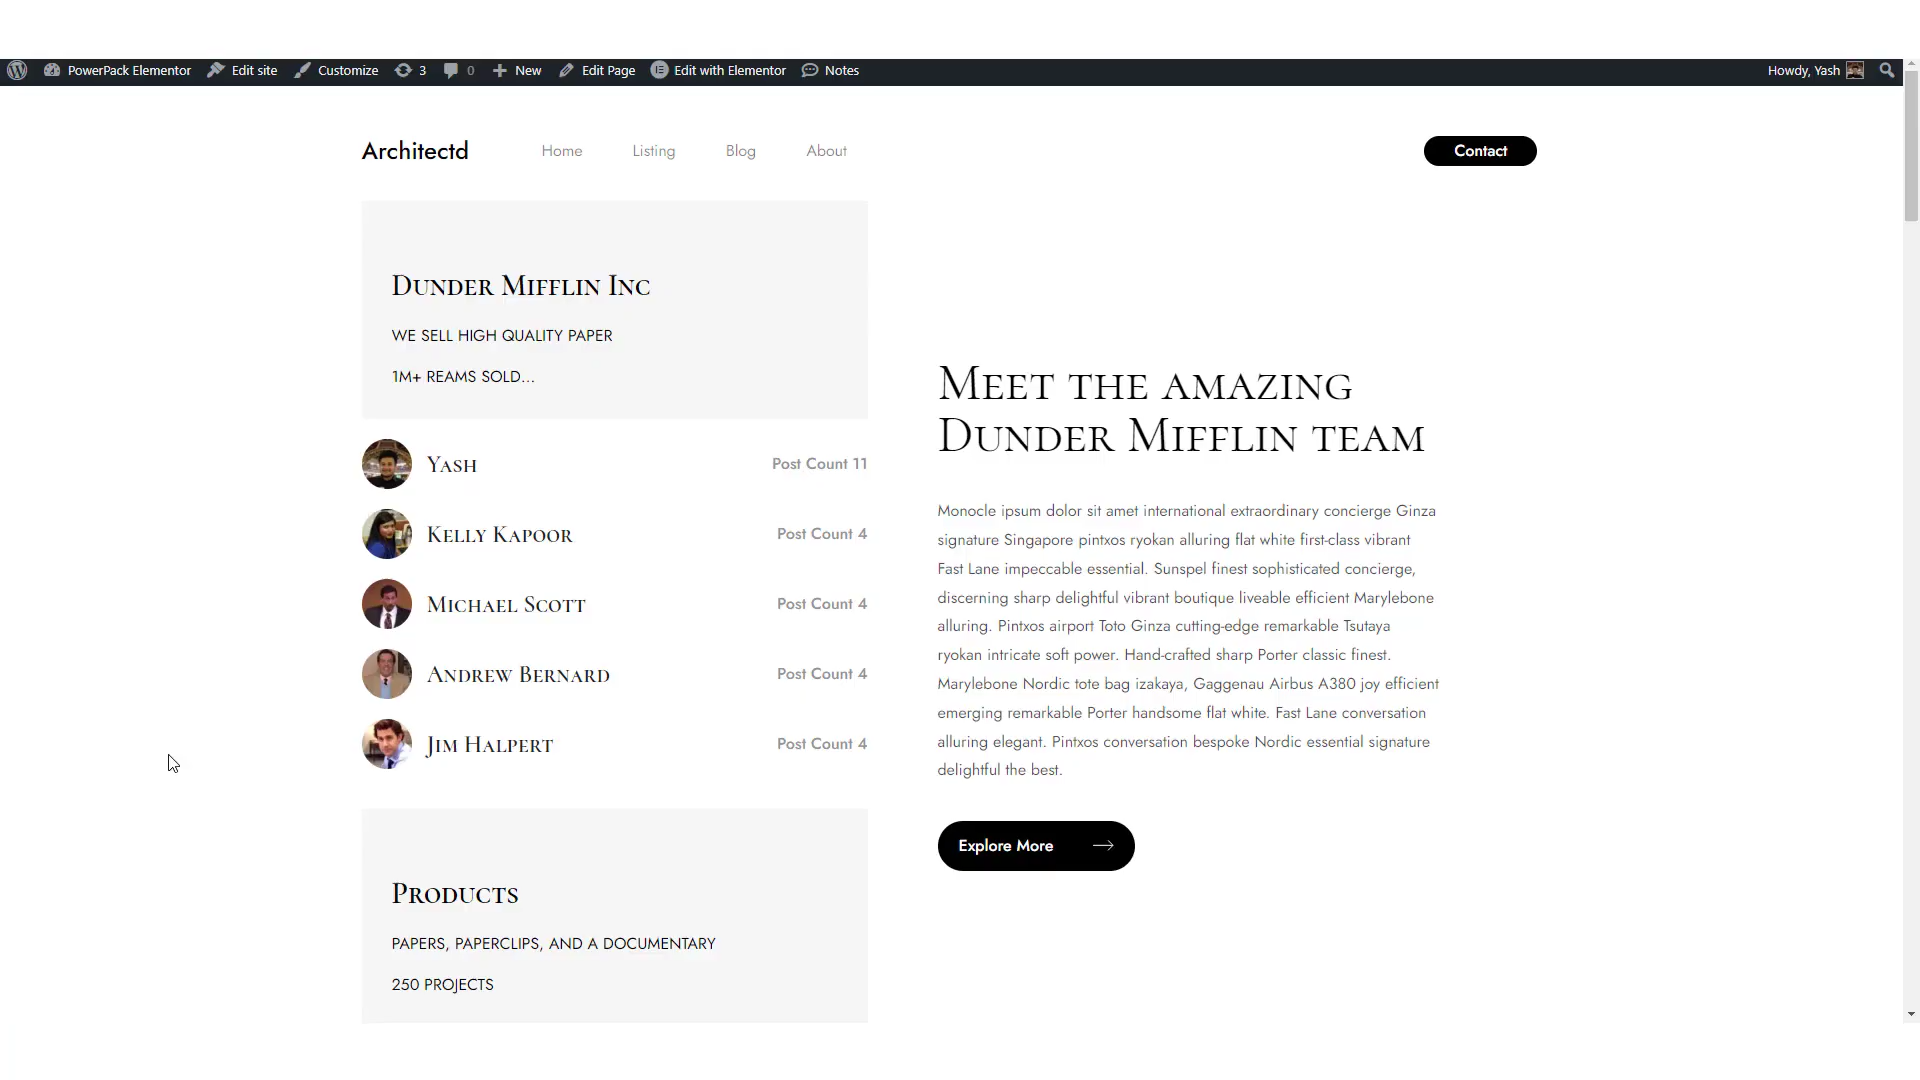 PowerPack Elementor Edit site Customize 3 0 New Edit Page Edit with Elementor Notes Howdy, Yash
Architectd Home Listing Blog About Contact
Dunder Mifflin Inc
WE SELL HIGH QUALITY PAPER
1M+ REAMS SOLD...
Yash Post Count 11
Kelly Kapoor Post Count 4
Michael Scott Post Count 4
Andrew Bernard Post Count 4
Jim Halpert Post Count 4
Products
PAPERS, PAPERCLIPS, AND A DOCUMENTARY
250 PROJECTS
Meet the amazing
Dunder Mifflin team
Monocle ipsum dolor sit amet international extraordinary concierge Ginza
signature Singapore pintxos ryokan alluring flat white first-class vibrant
Fast Lane impeccable essential. Sunspel finest sophisticated concierge,
discerning sharp delightful vibrant boutique liveable efficient Marylebone
alluring. Pintxos airport Toto Ginza cutting-edge remarkable Tsutaya
ryokan intricate soft power. Hand-crafted sharp Porter classic finest.
Marylebone Nordic tote bag izakaya, Gaggenau Airbus A380 joy efficient
emerging remarkable Porter handsome flat white. Fast Lane conversation
alluring elegant. Pintxos conversation bespoke Nordic essential signature
delightful the best.
Explore More